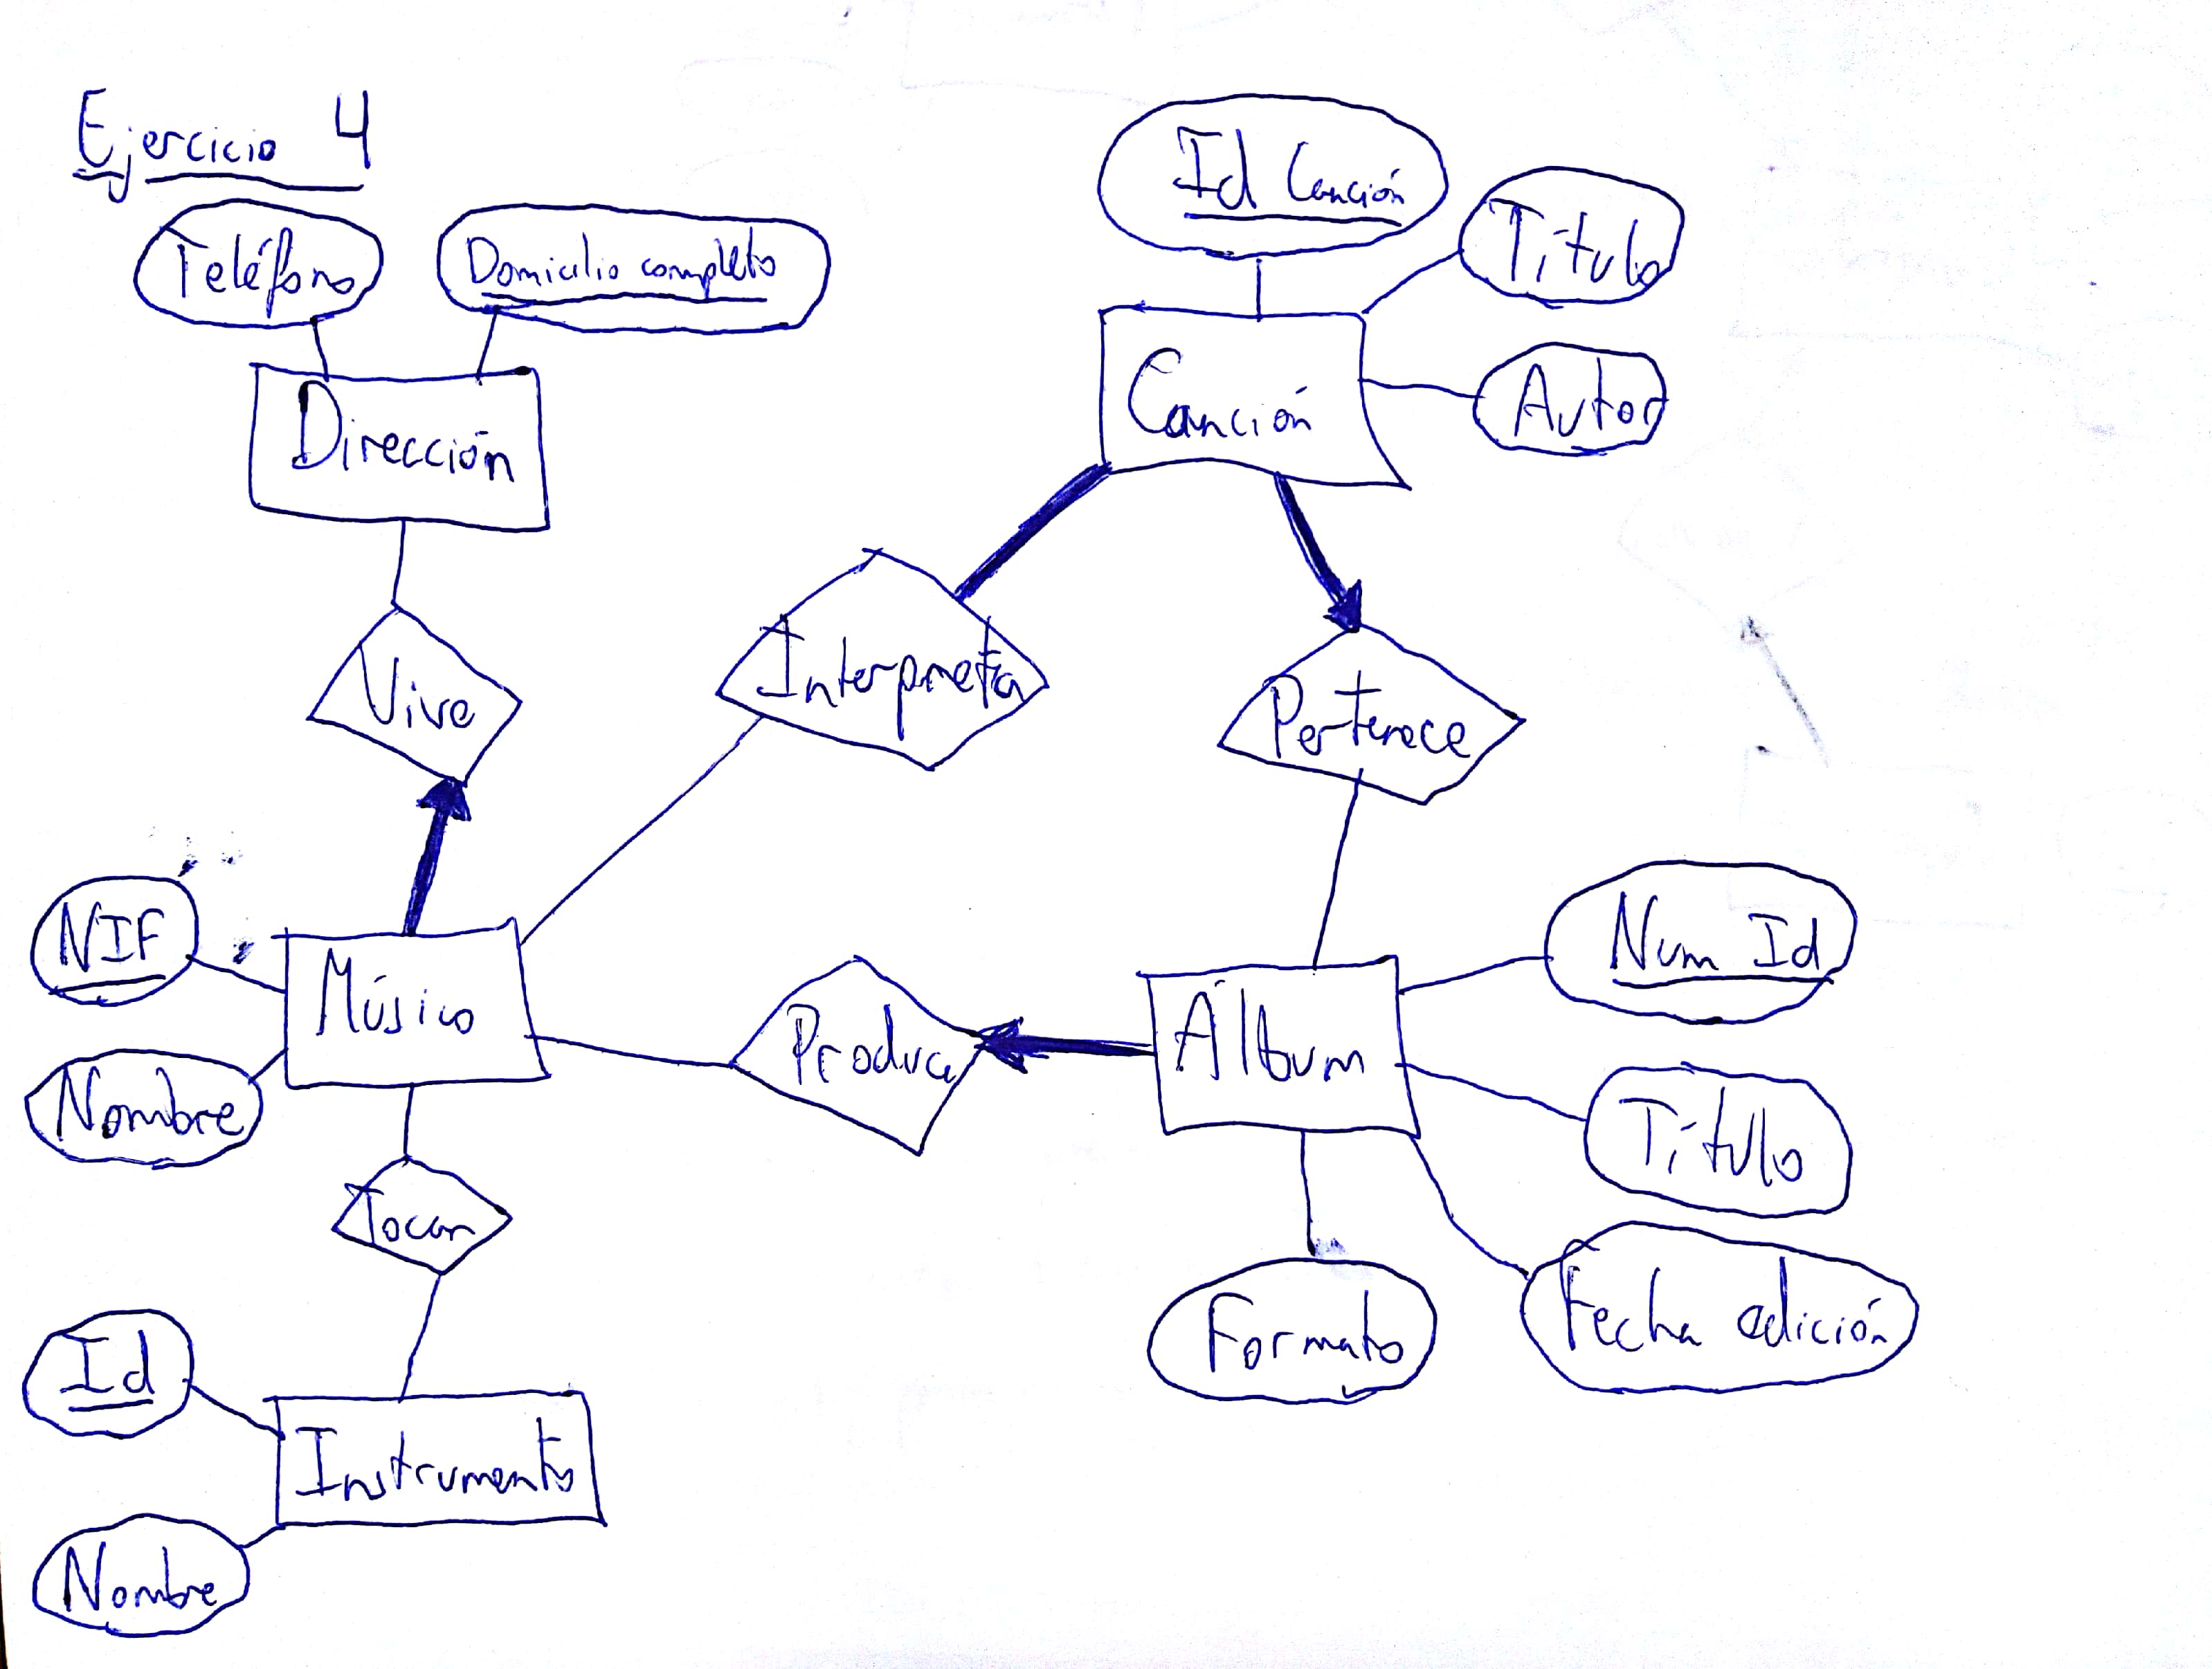 Ejercicio 4
Teléfono
Domicilio completo
Dirección
Vive
Id Canción
Título
Autor
Canción
Interpreta
Pertenece
NIF
Nombre
Músico
Produce
Álbum
Num Id
Título
Fecha edición
Formato
Tocar
Id
Nombre
Instrumento